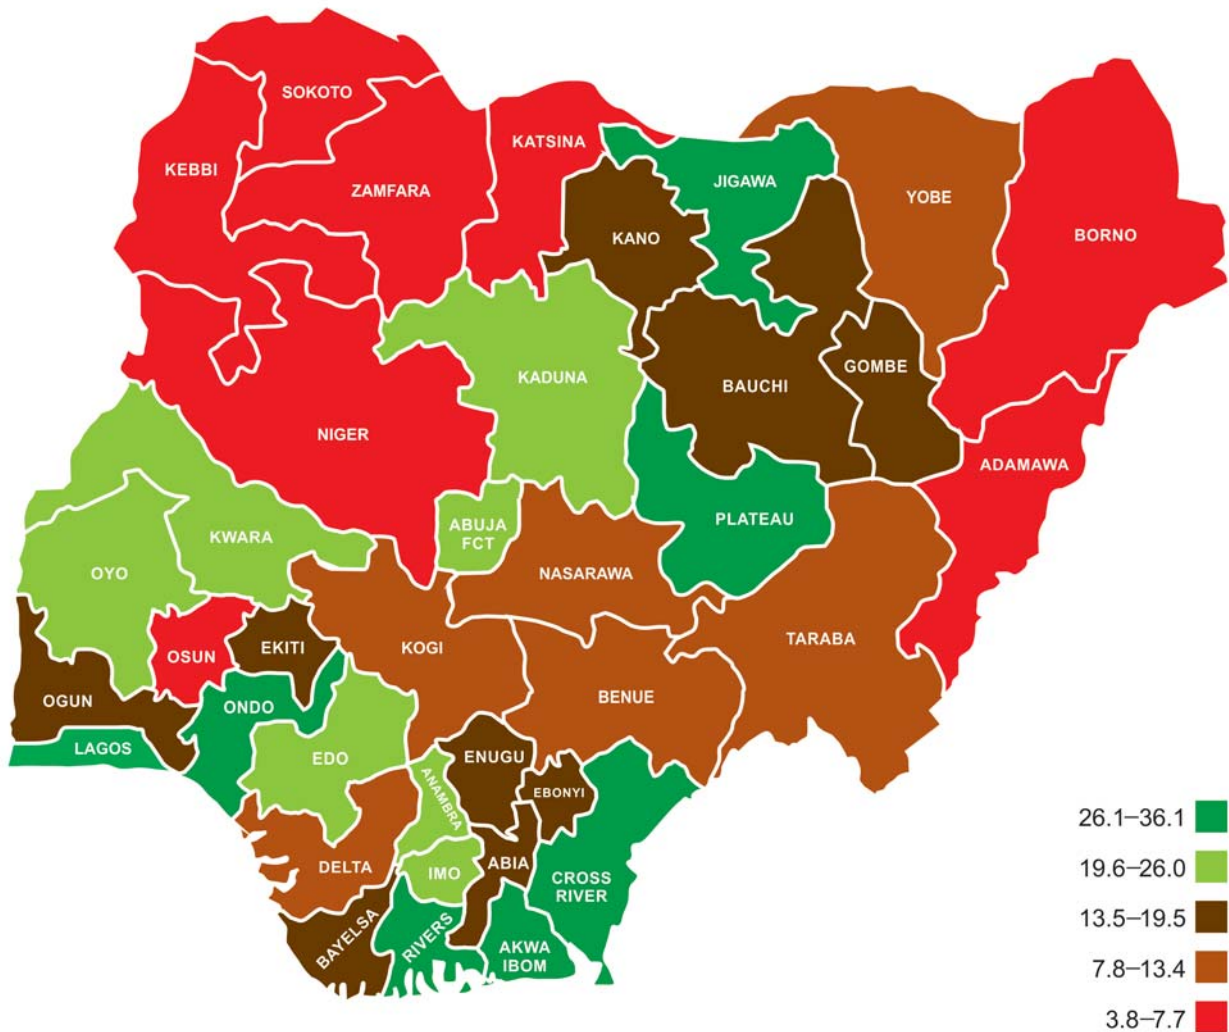 SOKOTO
KATSINA
KEBBI
ZAMFARA
JIGAWA
YOBE
KANO
BORNO
KADUNA
BAUCHI
GOMBE
NIGER
ADAMAWA
ABUJA
FCT
PLATEAU
KWARA
OYO
NASARAWA
TARABA
OSUN
EKITI
KOGI
BENUE
OGUN
ONDO
LAGOS
EDO
ENUGU
ANAMBRA
EBONYI
DELTA
IMO
ABIA
CROSS
RIVER
BAYELSA
RIVERS
AKWA
IBOM
26.1–36.1
19.6–26.0
13.5–19.5
7.8–13.4
3.8–7.7